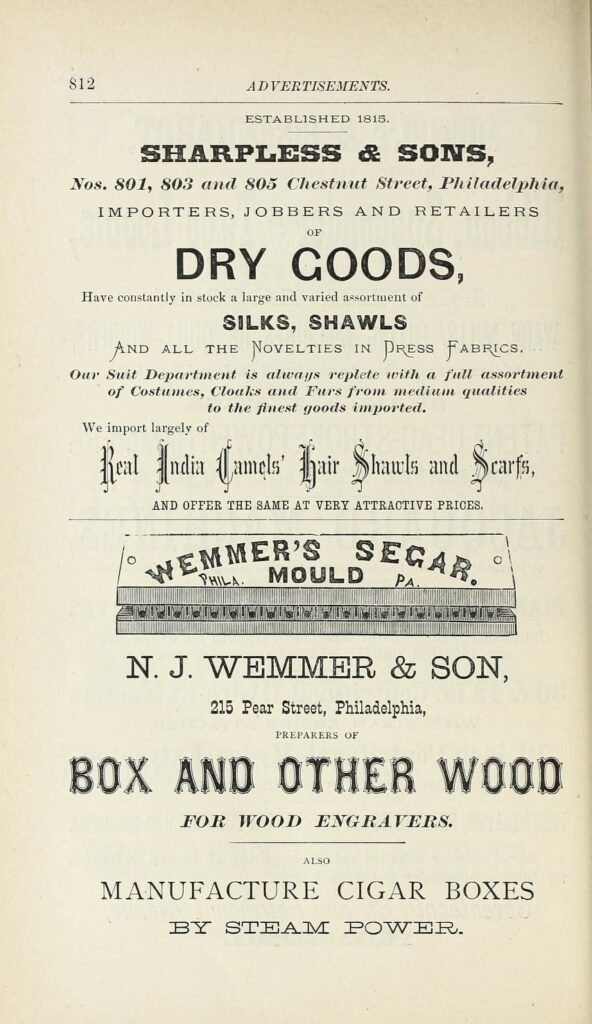 812
ADVERTISEMENTS.
ESTABLISHED 1815.
SHARPLESS & SONS,
Nos. 801, 803 and 805 Chestnut Street, Philadelphia,
IMPORTERS, JOBBERS AND RETAILERS
OF
DRY GOODS,
Have constantly in stock a large and varied assortment of
SILKS, SHAWLS
AND ALL THE NOVELTIES IN DRESS FABRICS.
Our Suit Department is always replete with a full assortment
of Costumes, Cloaks and Furs from medium qualities
to the finest goods imported.
We import largely of
Real India Camels' Hair Shawls and Scarfs,
AND OFFER THE SAME AT VERY ATTRACTIVE PRICES.
WEMMER'S SEGAR
PHILA. MOULD PA.
N. J. WEMMER & SON,
215 Pear Street, Philadelphia,
PREPARERS OF
BOX AND OTHER WOOD
FOR WOOD ENGRAVERS.
ALSO
MANUFACTURE CIGAR BOXES
BY STEAM POWER.